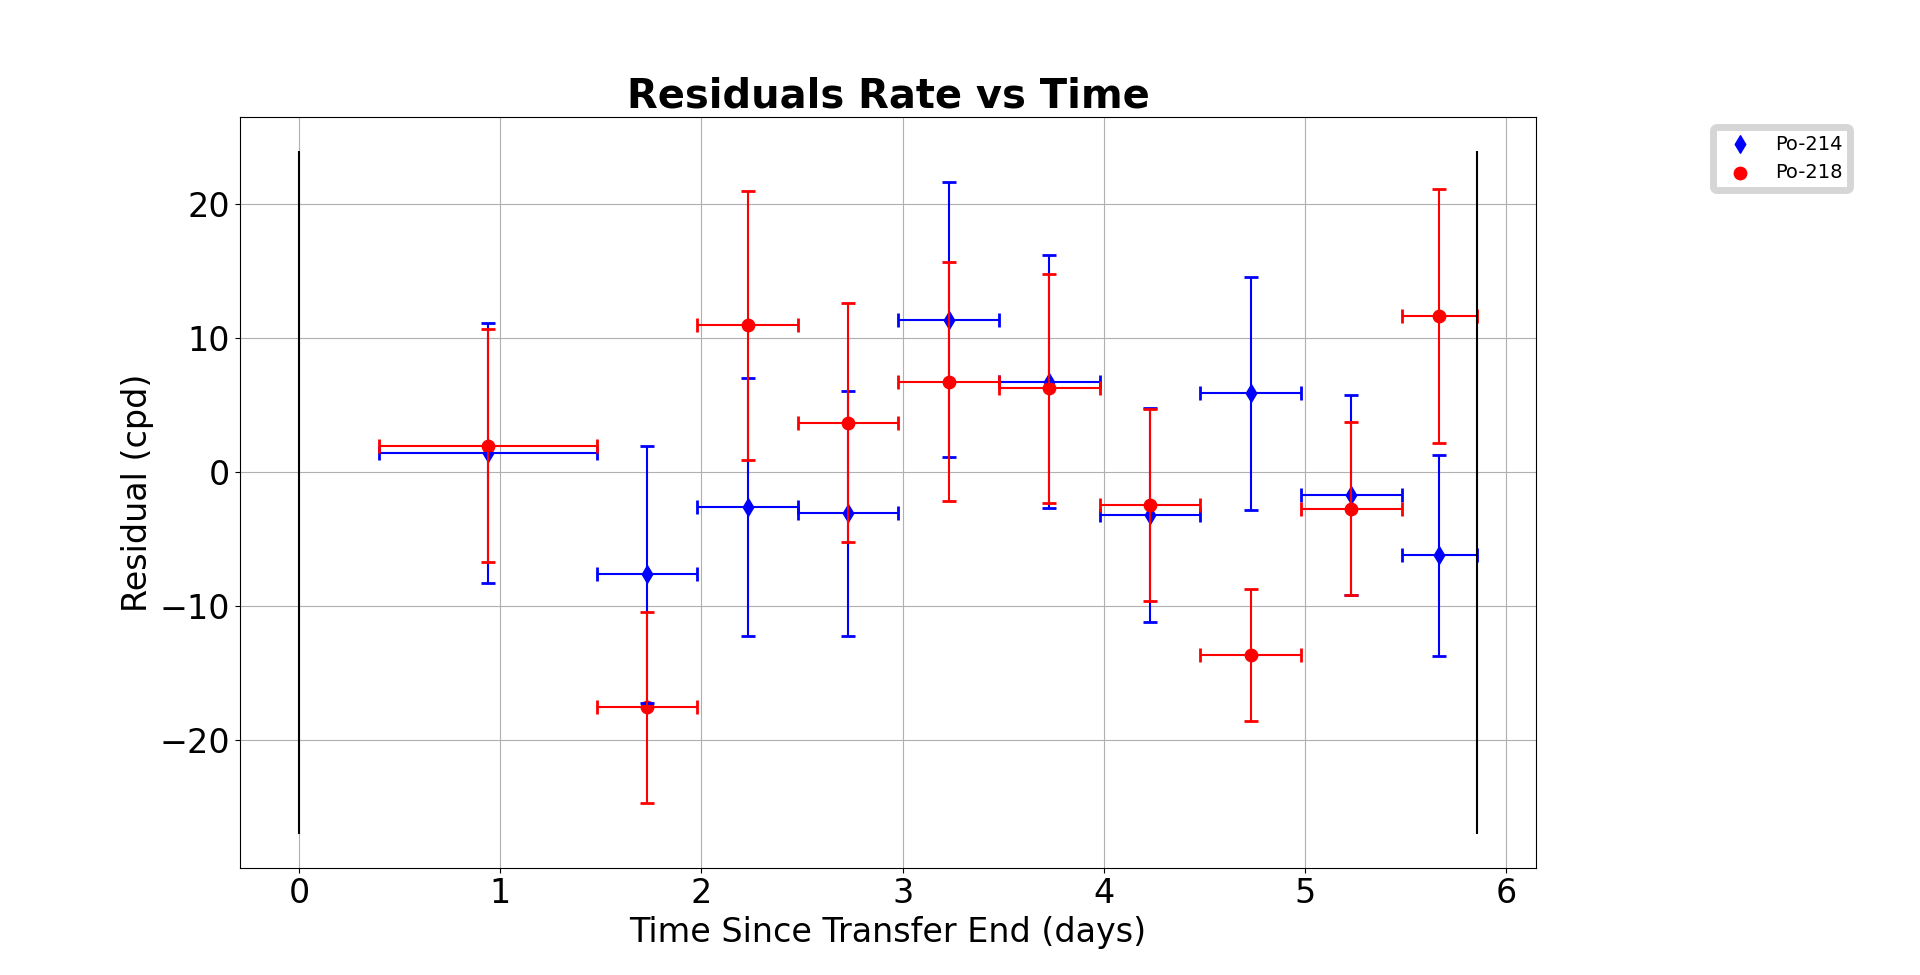 Residuals Rate vs Time
Po-214
Po-218
Residual (cpd)
20
10
0
−10
−20
0 1 2 3 4 5 6
Time Since Transfer End (days)